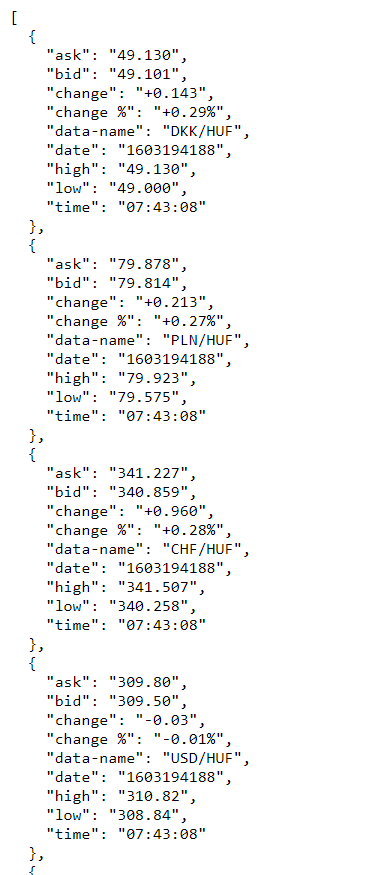 [
  {
    "ask": "49.130",
    "bid": "49.101",
    "change": "+0.143",
    "change %": "+0.29%",
    "data-name": "DKK/HUF",
    "date": "1603194188",
    "high": "49.130",
    "low": "49.000",
    "time": "07:43:08"
  },
  {
    "ask": "79.878",
    "bid": "79.814",
    "change": "+0.213",
    "change %": "+0.27%",
    "data-name": "PLN/HUF",
    "date": "1603194188",
    "high": "79.923",
    "low": "79.575",
    "time": "07:43:08"
  },
  {
    "ask": "341.227",
    "bid": "340.859",
    "change": "+0.960",
    "change %": "+0.28%",
    "data-name": "CHF/HUF",
    "date": "1603194188",
    "high": "341.507",
    "low": "340.258",
    "time": "07:43:08"
  },
  {
    "ask": "309.80",
    "bid": "309.50",
    "change": "-0.03",
    "change %": "-0.01%",
    "data-name": "USD/HUF",
    "date": "1603194188",
    "high": "310.82",
    "low": "308.84",
    "time": "07:43:08"
  },
  {